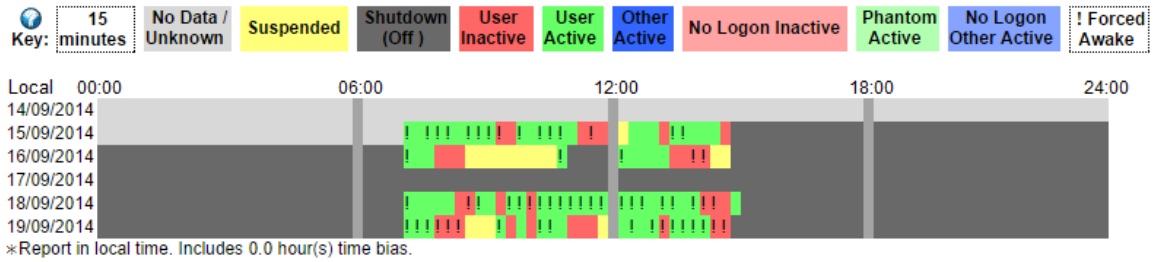 Key: 15 minutes No Data / Unknown Suspended Shutdown (Off ) User Inactive User Active Other Active No Logon Inactive Phantom Active No Logon Other Active ! Forced Awake
Local 00:00 06:00 12:00 18:00 24:00
14/09/2014
15/09/2014 ! !!! !!!! ! !!! ! !!
16/09/2014 ! ! ! !!
17/09/2014
18/09/2014 ! !! !!! !!!!!!! !!! !! !!!
19/09/2014 !!!!!! ! !! ! !!!!!!!!
*Report in local time. Includes 0.0 hour(s) time bias.